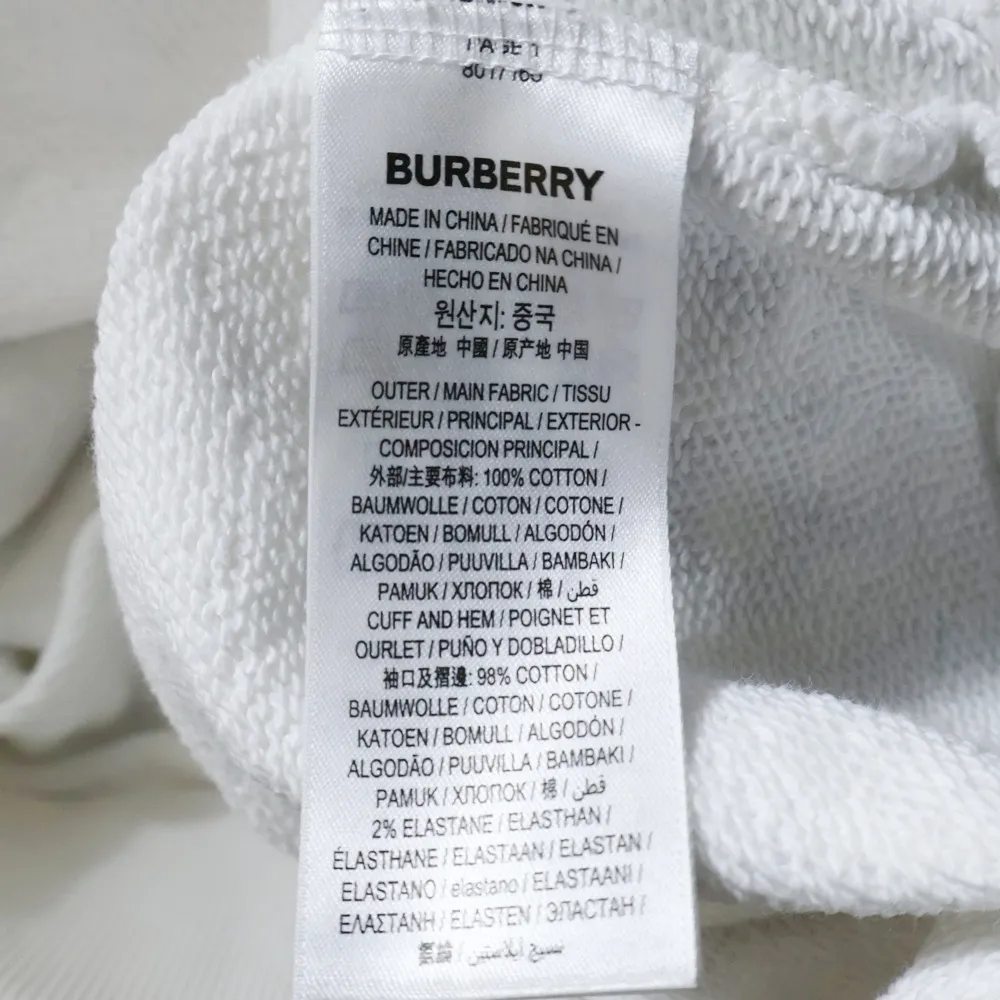 BURBERRY
MADE IN CHINA / FABRIQUÉ EN
CHINE / FABRICADO NA CHINA /
HECHO EN CHINA
원산지: 중국
原產地 中國 / 原产地 中国
OUTER / MAIN FABRIC / TISSU
EXTÉRIEUR / PRINCIPAL / EXTERIOR -
COMPOSICION PRINCIPAL /
外部/主要布料: 100% COTTON /
BAUMWOLLE / COTON / COTONE /
KATOEN / BOMULL / ALGODÓN /
ALGODÃO / PUUVILLA / BAMBAKI /
PAMUK / ХЛОПОК / 棉 / قطن
CUFF AND HEM / POIGNET ET
OURLET / PUÑO Y DOBLADILLO /
袖口及摺邊: 98% COTTON /
BAUMWOLLE / COTON / COTONE /
KATOEN / BOMULL / ALGODÓN /
ALGODÃO / PUUVILLA / BAMBAKI /
PAMUK / ХЛОПОК / 棉 / قطن
2% ELASTANE / ELASTHAN /
ÉLASTHANE / ELASTAAN / ELASTAN /
ELASTANO / elastano / ELASTAANI /
ΕΛΑΣΤΑΝΗ / ELASTEN / ЭЛАСТАН /